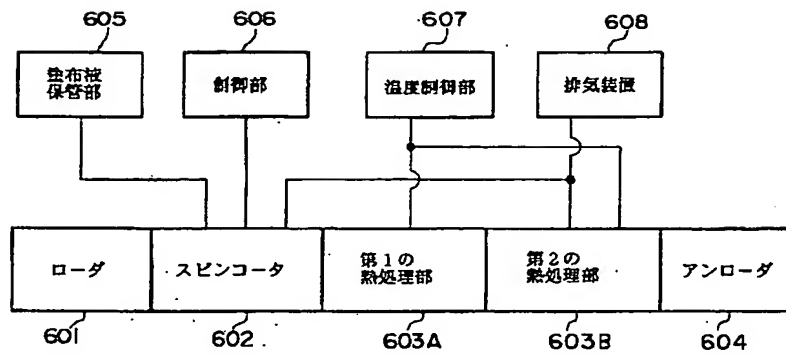 605
606
607
608
塗布液
保管部
制御部
温度制御部
排気装置
ローダ
スピンコータ
第1の
熱処理部
第2の
熱処理部
アンローダ
601
602
603A
603B
604